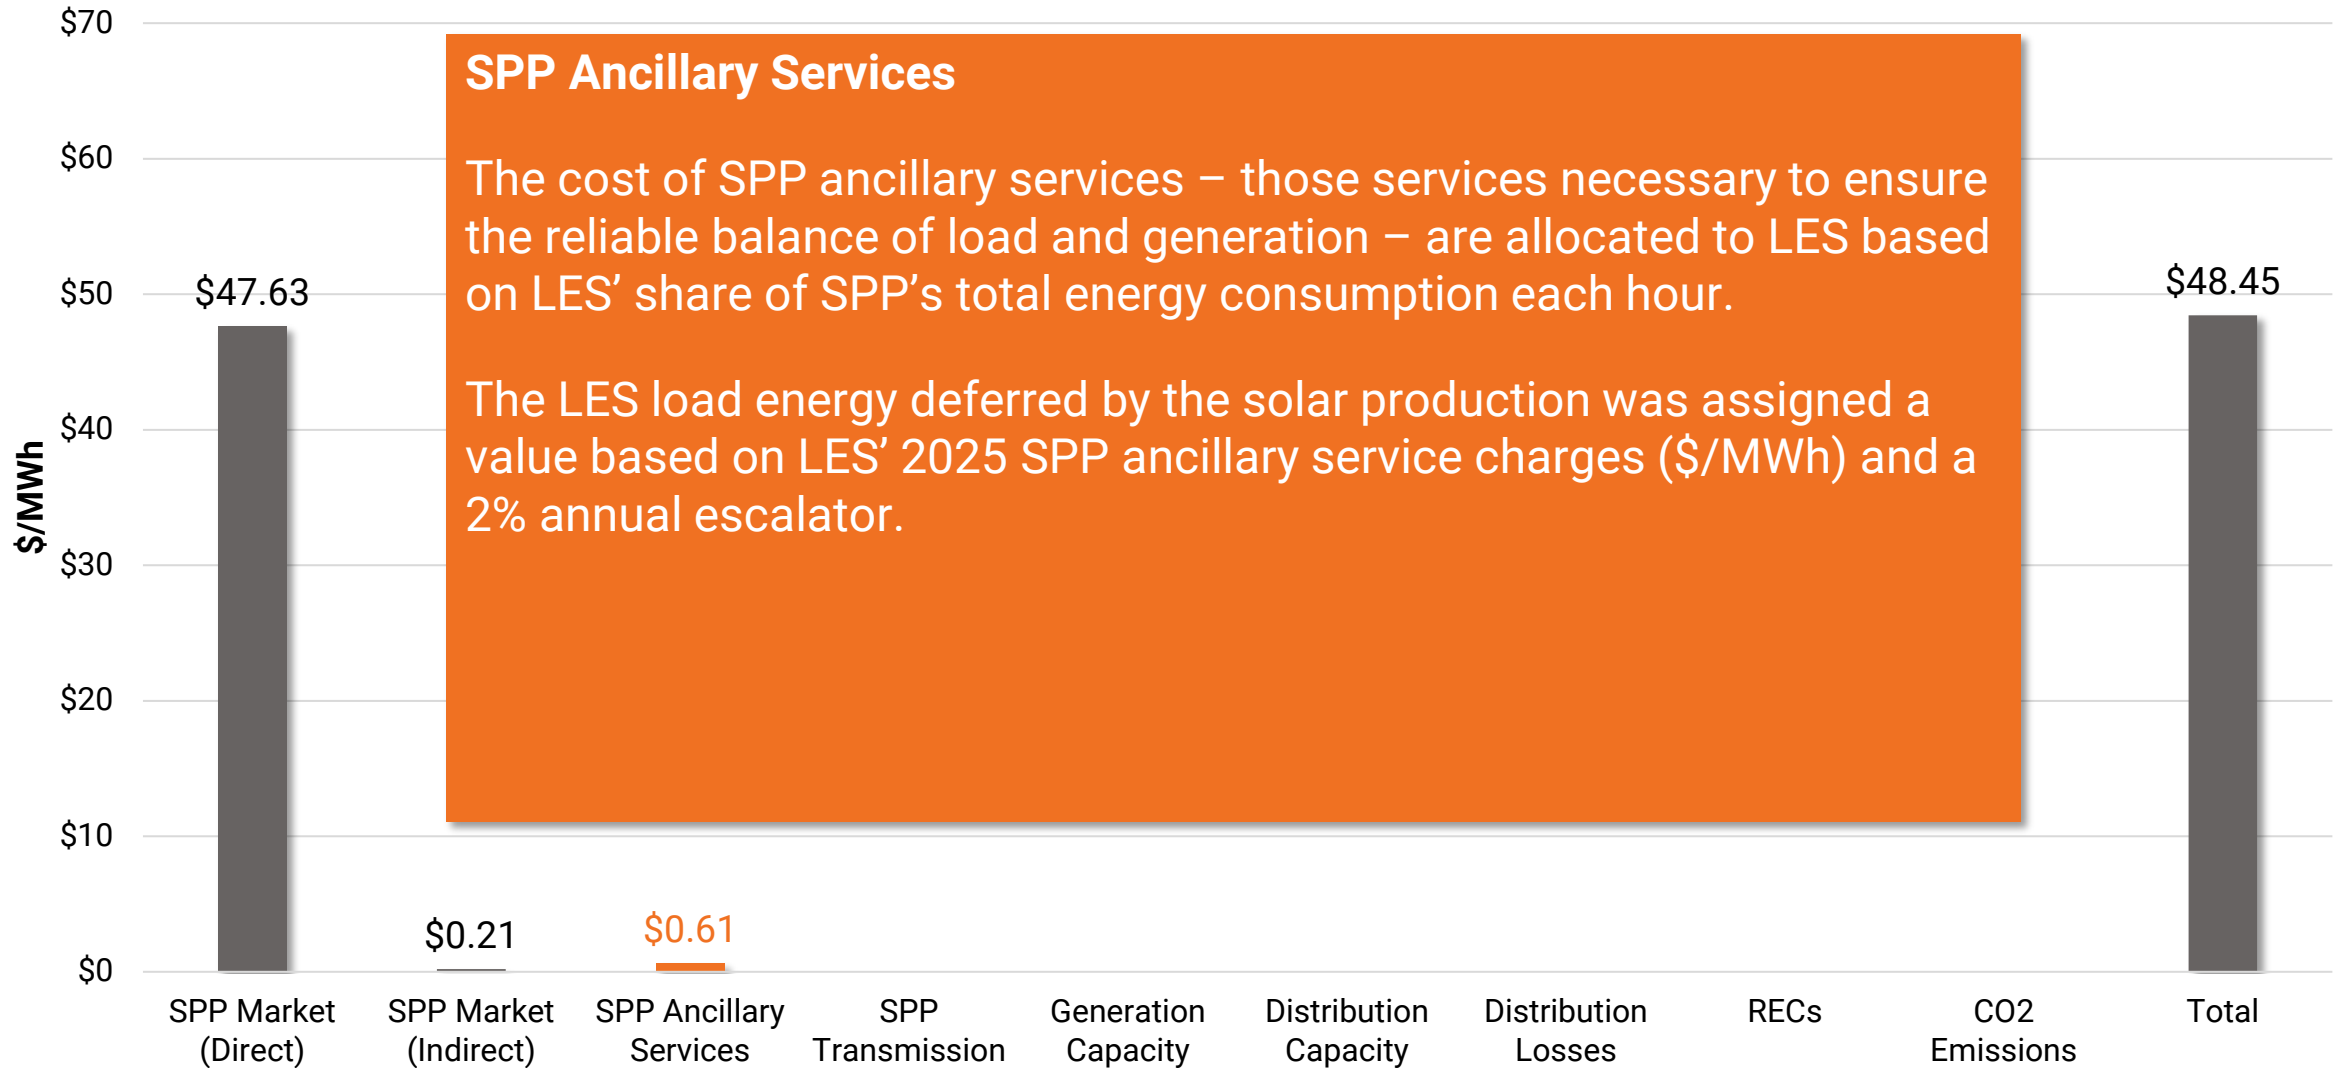 $70
$60
$50
$40
$30
$20
$10
$0
$/MWh
SPP Ancillary Services
The cost of SPP ancillary services – those services necessary to ensure
the reliable balance of load and generation – are allocated to LES based
on LES’ share of SPP’s total energy consumption each hour.
The LES load energy deferred by the solar production was assigned a
value based on LES’ 2025 SPP ancillary service charges ($/MWh) and a
2% annual escalator.
$47.63
$0.21
$0.61
$48.45
SPP Market
(Direct)
SPP Market
(Indirect)
SPP Ancillary
Services
SPP
Transmission
Generation
Capacity
Distribution
Capacity
Distribution
Losses
RECs
CO2
Emissions
Total